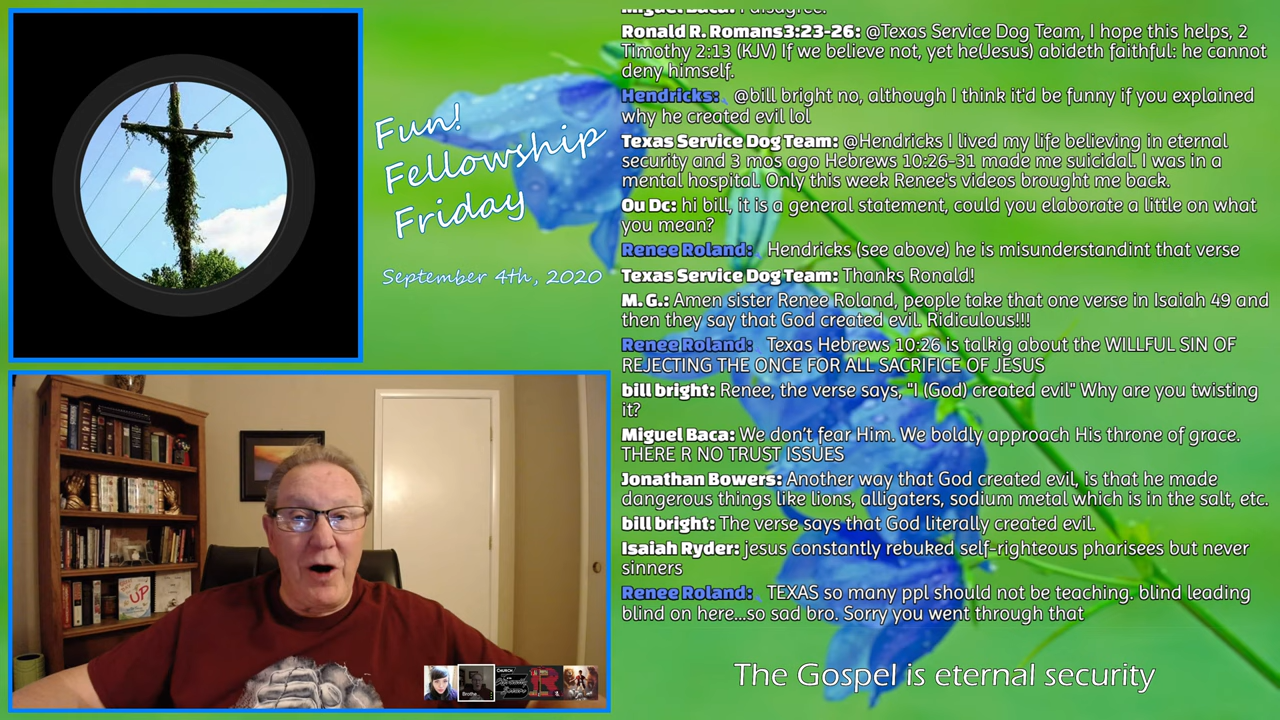 Fun!
Fellowship
Friday
September 4th, 2020
Miguel Baca: I disagree.
Ronald R. Romans3:23-26: @Texas Service Dog Team, I hope this helps, 2
Timothy 2:13 (KJV) If we believe not, yet he(Jesus) abideth faithful: he cannot
deny himself.
Hendricks: @bill bright no, although I think it'd be funny if you explained
why he created evil lol
Texas Service Dog Team: @Hendricks I lived my life believing in eternal
security and 3 mos ago Hebrews 10:26-31 made me suicidal. I was in a
mental hospital. Only this week Renee's videos brought me back.
Ou Dc: hi bill, it is a general statement, could you elaborate a little on what
you mean?
Renee Roland: Hendricks (see above) he is misunderstandint that verse
Texas Service Dog Team: Thanks Ronald!
M. G.: Amen sister Renee Roland, people take that one verse in Isaiah 49 and
then they say that God created evil. Ridiculous!!!
Renee Roland: Texas Hebrews 10:26 is talkig about the WILLFUL SIN OF
REJECTING THE ONCE FOR ALL SACRIFICE OF JESUS
bill bright: Renee, the verse says, "I (God) created evil" Why are you twisting
it?
Miguel Baca: We don't fear Him. We boldly approach His throne of grace.
THERE R NO TRUST ISSUES
Jonathan Bowers: Another way that God created evil, is that he made
dangerous things like lions, alligaters, sodium metal which is in the salt, etc.
bill bright: The verse says that God literally created evil.
Isaiah Ryder: jesus constantly rebuked self-righteous pharisees but never
sinners
Renee Roland: TEXAS so many ppl should not be teaching. blind leading
blind on here...so sad bro. Sorry you went through that
The Gospel is eternal security
UP
Brothe...
CHURCH